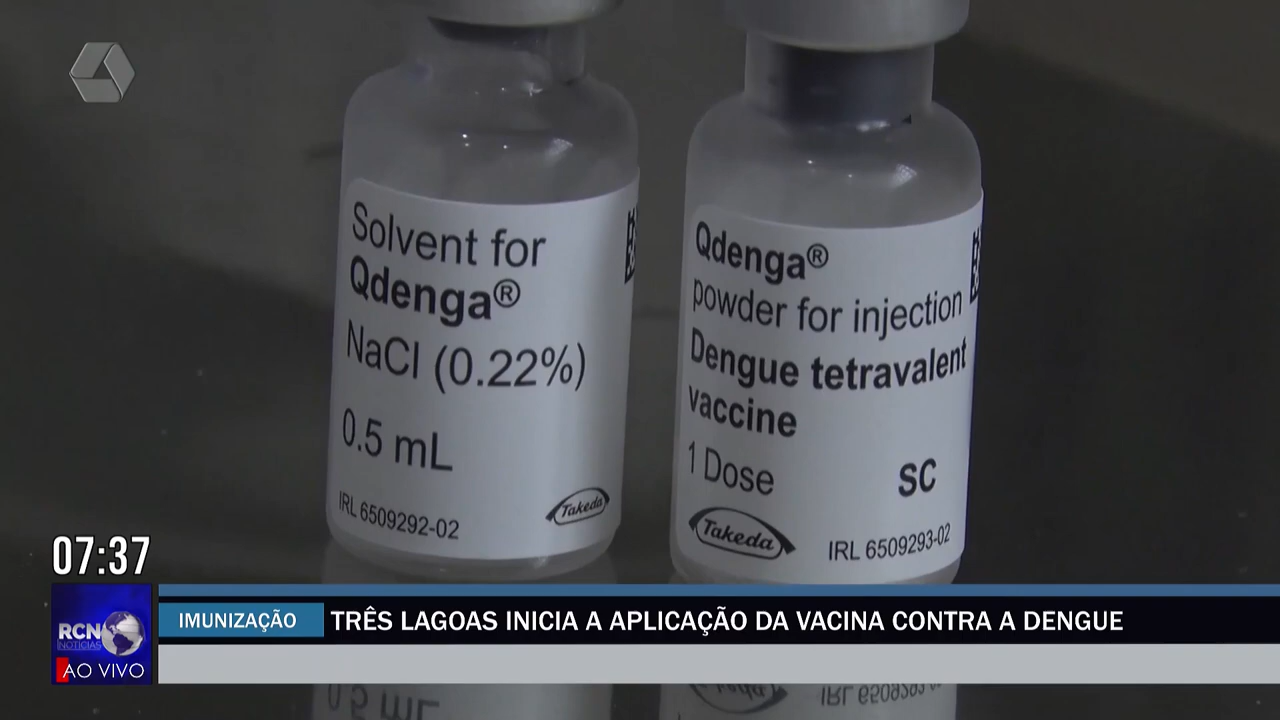 Solvent for
Qdenga®
NaCl (0.22%)
0.5 mL
IRL 6509292-02
Takeda
Qdenga®
powder for injection
Dengue tetravalent
vaccine
1 Dose
SC
Takeda
IRL 6509293-02
07:37
RCN
NOTÍCIAS
AO VIVO
IMUNIZAÇÃO
TRÊS LAGOAS INICIA A APLICAÇÃO DA VACINA CONTRA A DENGUE